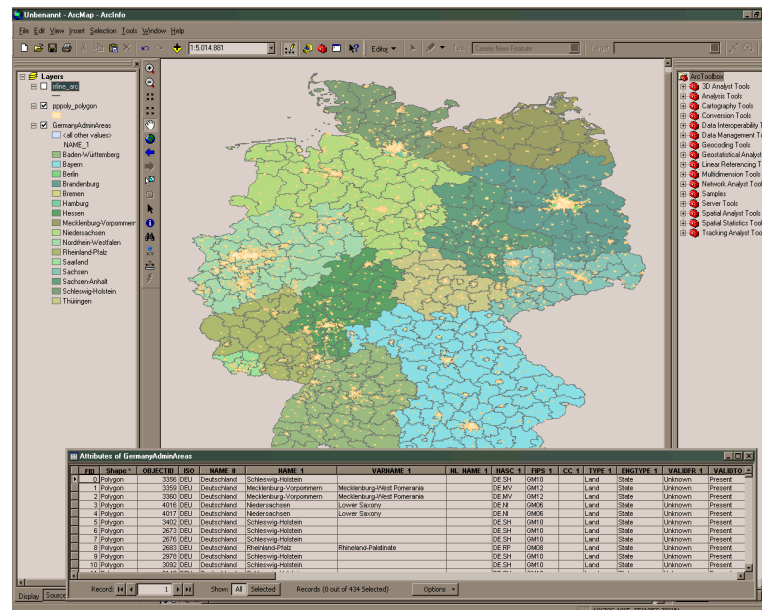 Unbenannt - ArcMap - ArcInfo
File Edit View Insert Selection Tools Window Help
1:5.014.881 Editor Task: Create New Feature Target:
Layers
mline_arc
pppoly_polygon
GermanyAdminAreas
<all other values>
NAME_1
Baden-Württemberg
Bayern
Berlin
Brandenburg
Bremen
Hamburg
Hessen
Mecklenburg-Vorpommern
Niedersachsen
Nordrhein-Westfalen
Rheinland-Pfalz
Saarland
Sachsen
Sachsen-Anhalt
Schleswig-Holstein
Thüringen
Display Source
ArcToolbox
3D Analyst Tools
Analysis Tools
Cartography Tools
Conversion Tools
Data Interoperability T
Data Management To
Geocoding Tools
Geostatistical Analyst
Linear Referencing T
Multidimension Tools
Network Analyst Tool
Samples
Server Tools
Spatial Analyst Tools
Spatial Statistics Tool
Tracking Analyst Tool
Attributes of GermanyAdminAreas
FID Shape * OBJECTID ISO NAME_0 NAME_1 VARNAME_1 NL_NAME_1 HASC_1 FIPS_1 CC_1 TYPE_1 ENGTYPE_1 VALIDFR_1 VALIDTO
0 Polygon 3356 DEU Deutschland Schleswig-Holstein DE.SH GM10 Land State Unknown Present
1 Polygon 3359 DEU Deutschland Mecklenburg-Vorpommern Mecklenburg-West Pomerania DE.MV GM12 Land State Unknown Present
2 Polygon 3360 DEU Deutschland Mecklenburg-Vorpommern Mecklenburg-West Pomerania DE.MV GM12 Land State Unknown Present
3 Polygon 4016 DEU Deutschland Niedersachsen Lower Saxony DE.NI GM06 Land State Unknown Present
4 Polygon 4017 DEU Deutschland Niedersachsen Lower Saxony DE.NI GM06 Land State Unknown Present
5 Polygon 3402 DEU Deutschland Schleswig-Holstein DE.SH GM10 Land State Unknown Present
6 Polygon 2673 DEU Deutschland Schleswig-Holstein DE.SH GM10 Land State Unknown Present
7 Polygon 2676 DEU Deutschland Schleswig-Holstein DE.SH GM10 Land State Unknown Present
8 Polygon 2683 DEU Deutschland Rheinland-Pfalz Rhineland-Palatinate DE.RP GM08 Land State Unknown Present
9 Polygon 2978 DEU Deutschland Schleswig-Holstein DE.SH GM10 Land State Unknown Present
10 Polygon 3092 DEU Deutschland Schleswig-Holstein DE.SH GM10 Land State Unknown Present
Record: 1 Show: All Selected Records (0 out of 434 Selected) Options